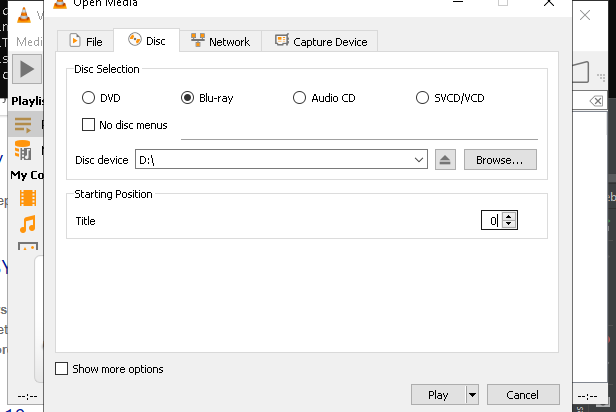 Open Media
Medi
File
Disc
Network
Capture Device
Disc Selection
Playlis
DVD
Blu-ray
Audio CD
SVCD/VCD
No disc menus
My Co
Disc device
D:\
Browse...
Starting Position
Title
0
Show more options
Play
Cancel
--:--
--:--